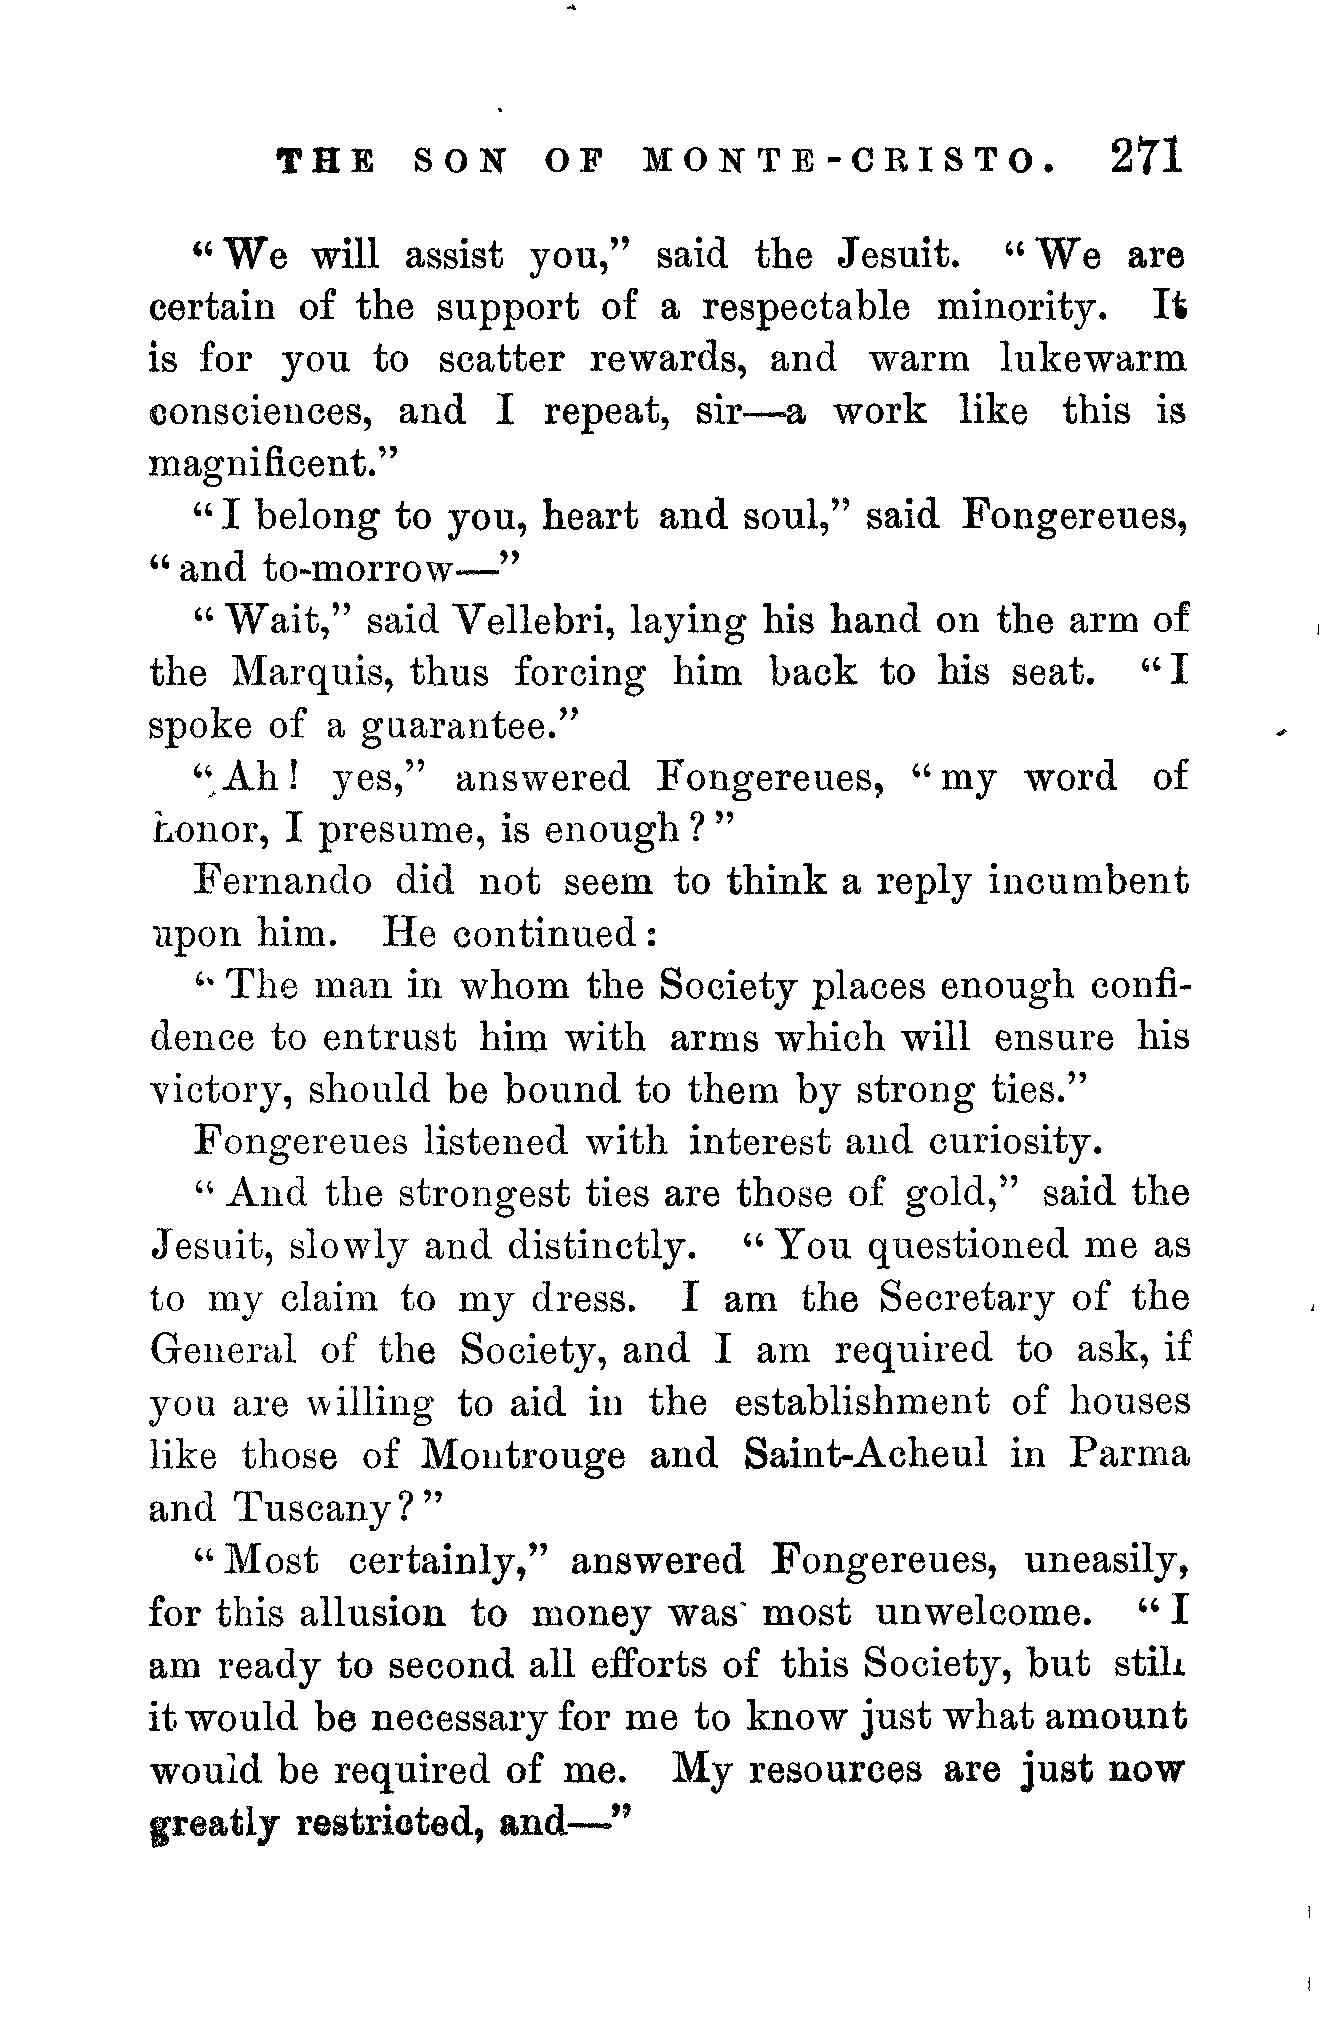 THE SON OF MONTE-CRISTO. 271
"We will assist you," said the Jesuit. "We are
certain of the support of a respectable minority. It
is for you to scatter rewards, and warm lukewarm
consciences, and I repeat, sir—a work like this is
magnificent."
"I belong to you, heart and soul," said Fongereues,
"and to-morrow—"
"Wait," said Vellebri, laying his hand on the arm of
the Marquis, thus forcing him back to his seat. "I
spoke of a guarantee."
"Ah! yes," answered Fongereues, "my word of
honor, I presume, is enough?"
Fernando did not seem to think a reply incumbent
upon him. He continued:
"The man in whom the Society places enough confi-
dence to entrust him with arms which will ensure his
victory, should be bound to them by strong ties."
Fongereues listened with interest and curiosity.
"And the strongest ties are those of gold," said the
Jesuit, slowly and distinctly. "You questioned me as
to my claim to my dress. I am the Secretary of the
General of the Society, and I am required to ask, if
you are willing to aid in the establishment of houses
like those of Montrouge and Saint-Acheul in Parma
and Tuscany?"
"Most certainly," answered Fongereues, uneasily,
for this allusion to money was most unwelcome. "I
am ready to second all efforts of this Society, but still
it would be necessary for me to know just what amount
would be required of me. My resources are just now
greatly restricted, and—"